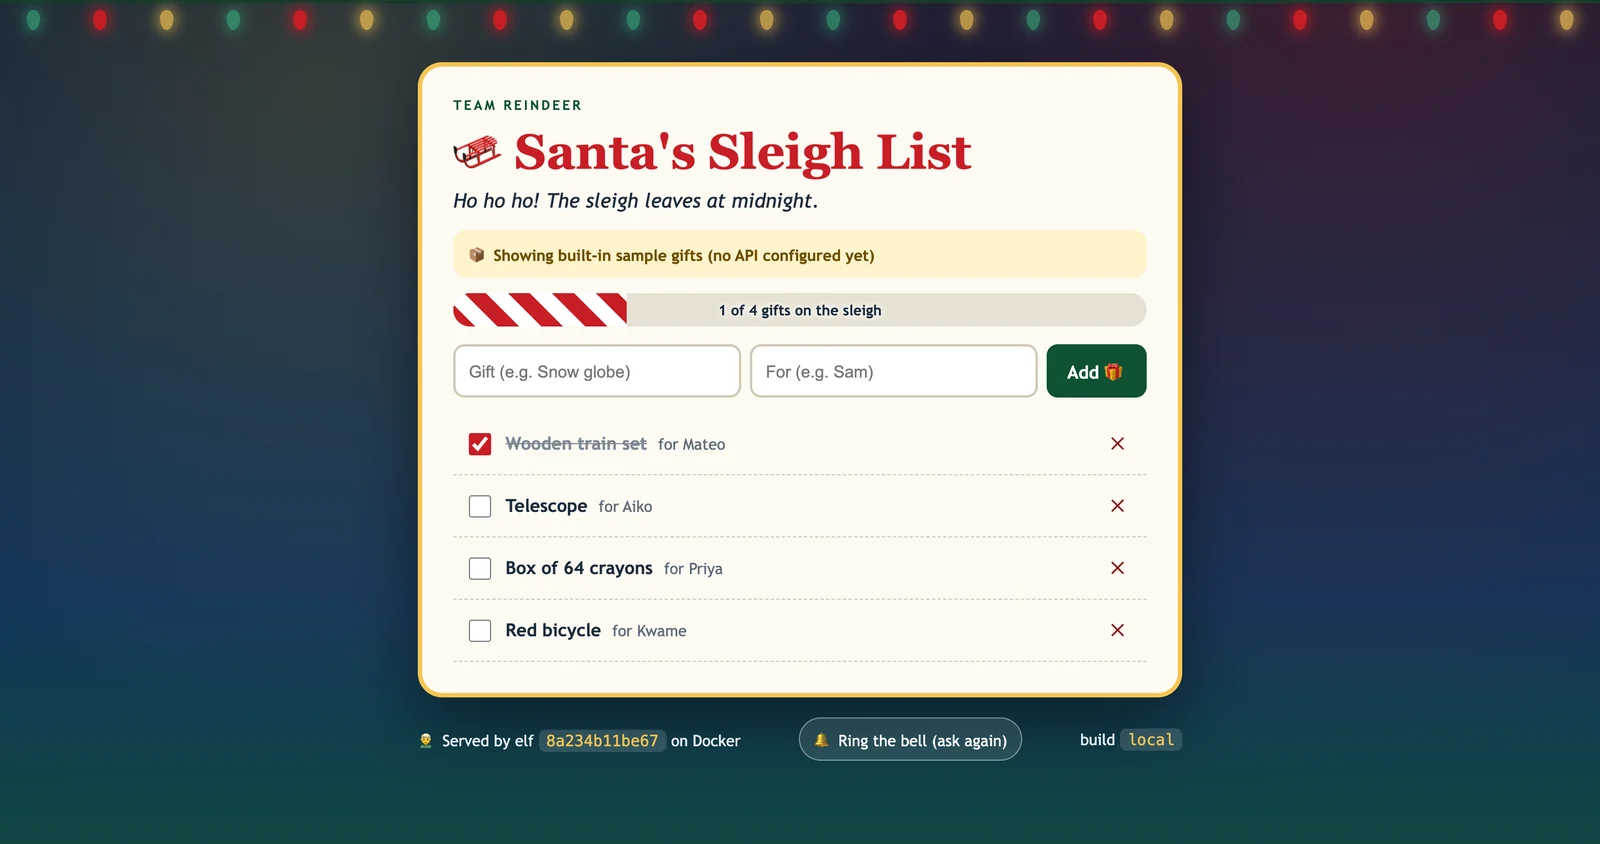 TEAM REINDEER
Santa's Sleigh List
Ho ho ho! The sleigh leaves at midnight.
Showing built-in sample gifts (no API configured yet)
1 of 4 gifts on the sleigh
Gift (e.g. Snow globe)
For (e.g. Sam)
Add
Wooden train set for Mateo
Telescope for Aiko
Box of 64 crayons for Priya
Red bicycle for Kwame
Served by elf 8a234b11be67 on Docker
Ring the bell (ask again)
build local